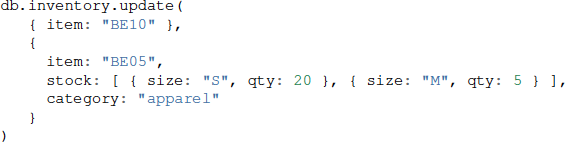 db.inventory.update(
   { item: "BE10" },
   {
     item: "BE05",
     stock: [ { size: "S", qty: 20 }, { size: "M", qty: 5 } ],
     category: "apparel"
   }
)